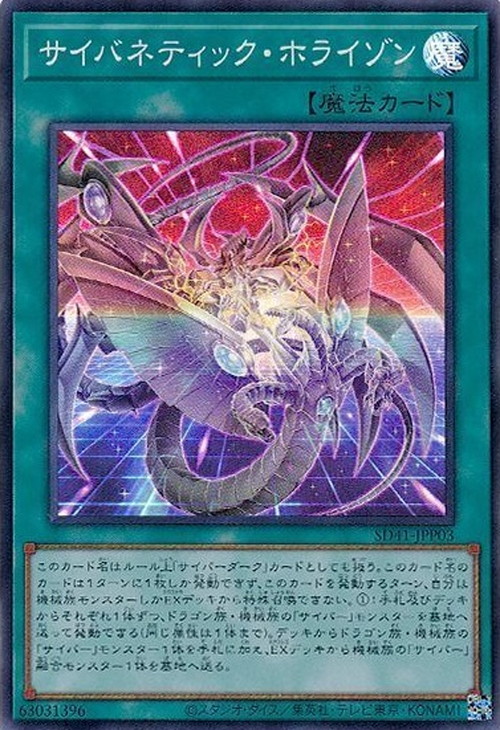 サイバネティック・ホライゾン 魔
【魔法カード】
SD41-JPP03
このカード名はルール上「サイバーダーク」カードとしても扱う。このカード名の
カードは1ターンに1枚しか発動できず、このカードを発動するターン、自分は
機械族モンスターしかEXデッキから特殊召喚できない。①:手札及びデッキ
からそれぞれ1体ずつ、ドラゴン族・機械族の「サイバー」モンスターを墓地へ
送って発動できる(同じ属性は1体まで)。デッキからドラゴン族・機械族の
「サイバー」モンスター1体を手札に加え、EXデッキから機械族の「サイバー」
融合モンスター1体を墓地へ送る。
63031396 ©スタジオ・ダイス/集英社・テレビ東京・KONAMI